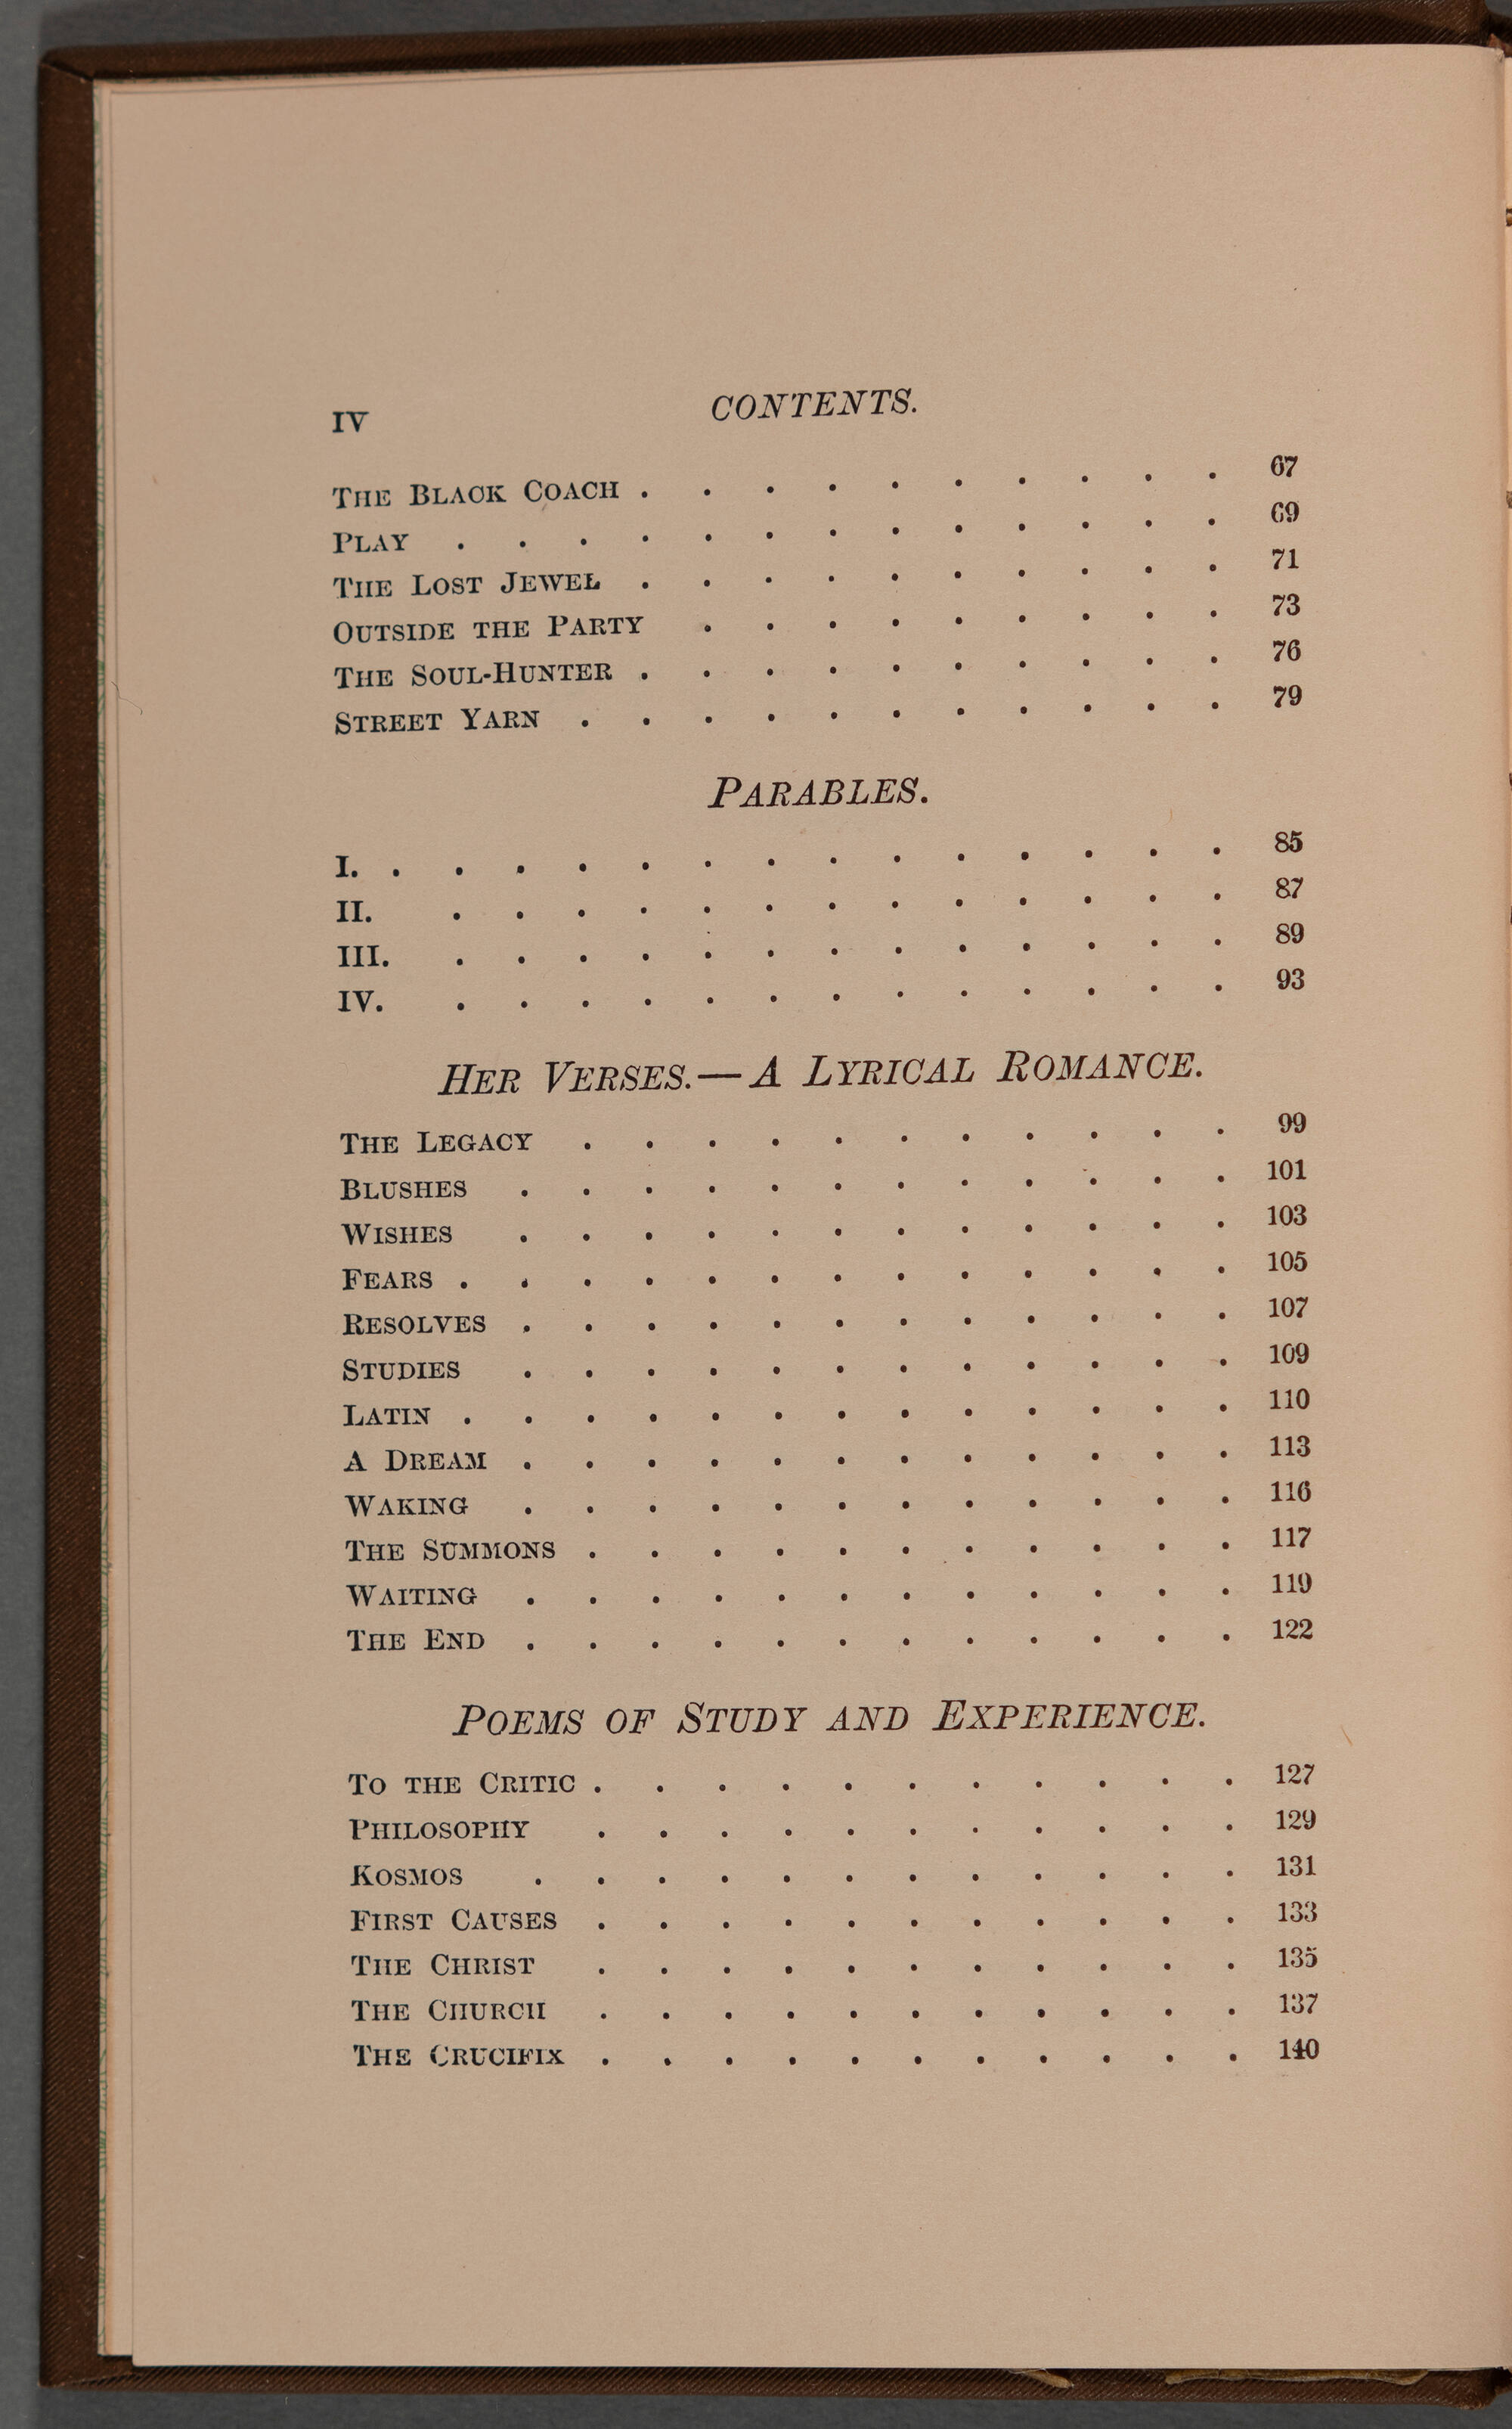 IV CONTENTS.
THE BLACK COACH . . . . . . . . . . 67
PLAY . . . . . . . . . . . . . 69
THE LOST JEWEL . . . . . . . . . . 71
OUTSIDE THE PARTY . . . . . . . . . 73
THE SOUL-HUNTER . . . . . . . . . . 76
STREET YARN . . . . . . . . . . . 79
PARABLES.
I. . . . . . . . . . . . . . . 85
II. . . . . . . . . . . . . . 87
III. . . . . . . . . . . . . . 89
IV. . . . . . . . . . . . . . 93
HER VERSES.—A LYRICAL ROMANCE.
THE LEGACY . . . . . . . . . . . 99
BLUSHES . . . . . . . . . . . . 101
WISHES . . . . . . . . . . . . 103
FEARS . . . . . . . . . . . . . 105
RESOLVES . . . . . . . . . . . . 107
STUDIES . . . . . . . . . . . . 109
LATIN . . . . . . . . . . . . . 110
A DREAM . . . . . . . . . . . . 113
WAKING . . . . . . . . . . . . 116
THE SUMMONS . . . . . . . . . . . 117
WAITING . . . . . . . . . . . . 119
THE END . . . . . . . . . . . . 122
POEMS OF STUDY AND EXPERIENCE.
TO THE CRITIC . . . . . . . . . . . 127
PHILOSOPHY . . . . . . . . . . . 129
KOSMOS . . . . . . . . . . . . 131
FIRST CAUSES . . . . . . . . . . . 133
THE CHRIST . . . . . . . . . . . 135
THE CHURCH . . . . . . . . . . . 137
THE CRUCIFIX . . . . . . . . . . . 140